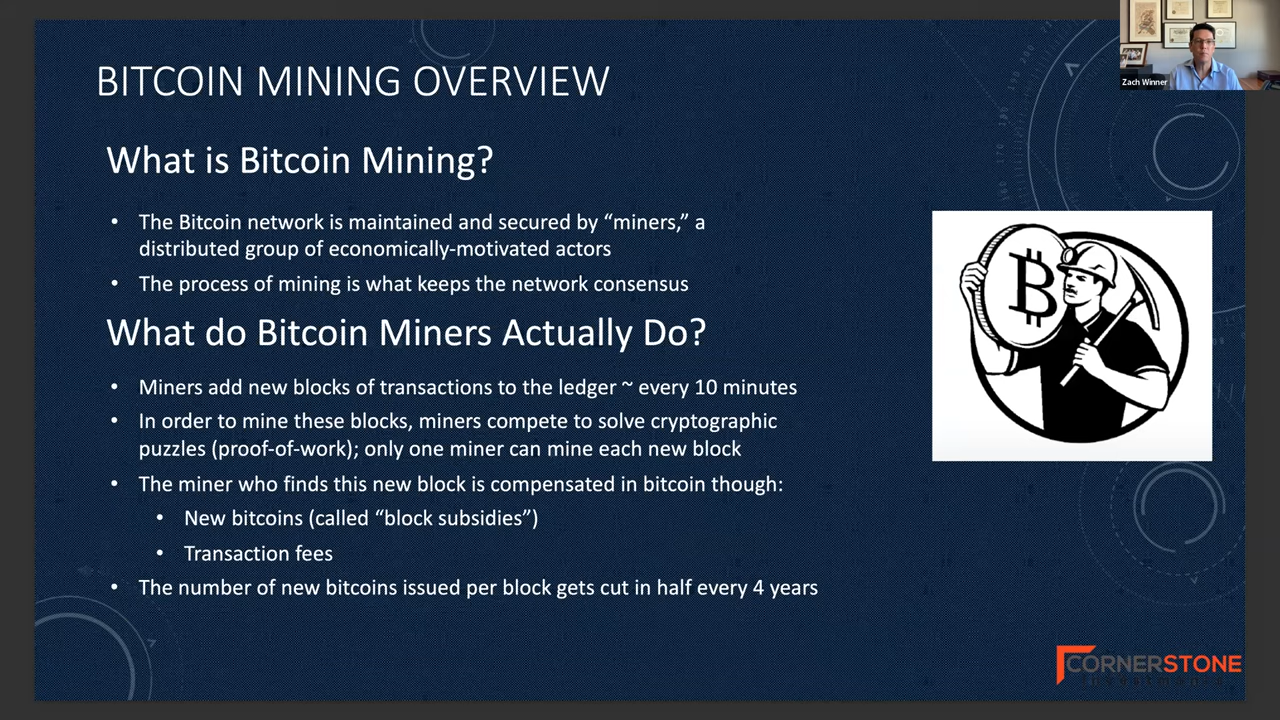 Zach Winner
BITCOIN MINING OVERVIEW
What is Bitcoin Mining?
• The Bitcoin network is maintained and secured by “miners,” a
distributed group of economically-motivated actors
• The process of mining is what keeps the network consensus
What do Bitcoin Miners Actually Do?
• Miners add new blocks of transactions to the ledger ~ every 10 minutes
• In order to mine these blocks, miners compete to solve cryptographic
puzzles (proof-of-work); only one miner can mine each new block
• The miner who finds this new block is compensated in bitcoin though:
• New bitcoins (called “block subsidies”)
• Transaction fees
• The number of new bitcoins issued per block gets cut in half every 4 years
CORNERSTONE